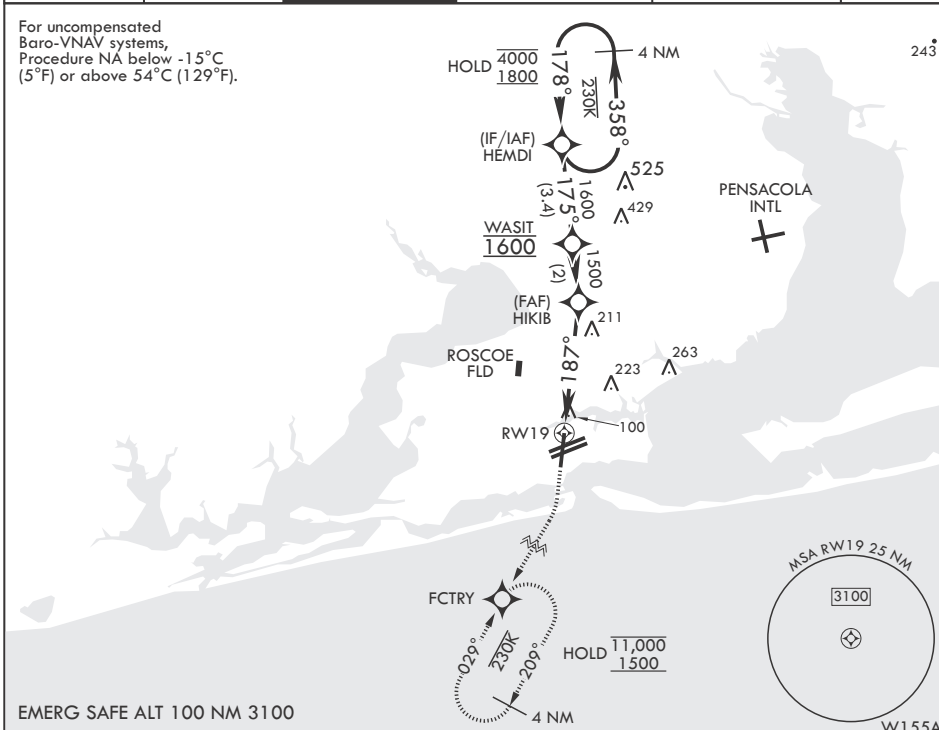 For uncompensated
Baro-VNAV systems,
Procedure NA below -15°C
(5°F) or above 54°C (129°F).
HOLD 4000
1800
178°
230K
358°
4 NM
243
(IF/IAF)
HEMDI
525
429
PENSACOLA
INTL
1600
175°
(3.4)
WASIT
1600
1500
(2)
(FAF)
HIKIB
211
187°
ROSCOE
FLD
223
263
100
RW19
MSA RW19 25 NM
3100
FCTRY
029°
230K
209°
HOLD 11,000
1500
4 NM
EMERG SAFE ALT 100 NM 3100
W155A